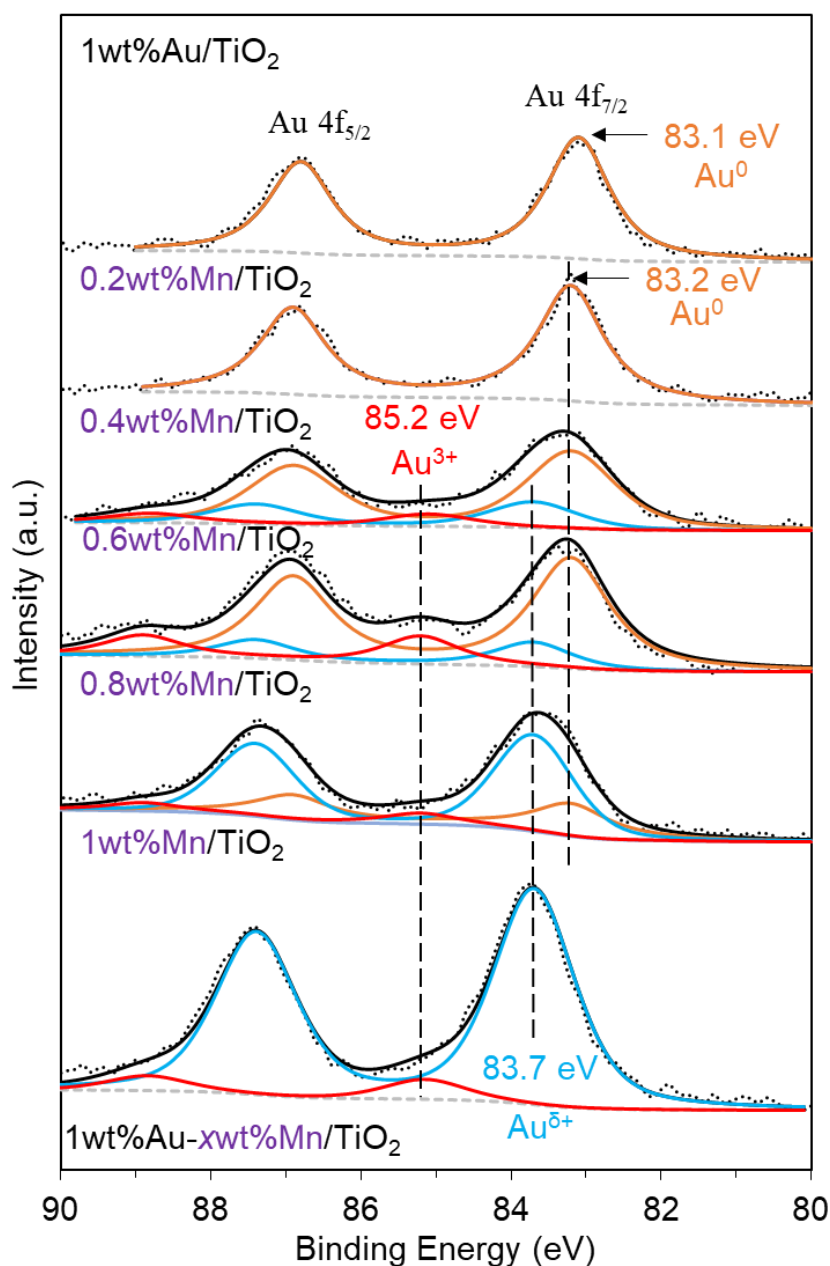 1wt%Au/TiO₂
Au 4f₅/₂
Au 4f₇/₂
83.1 eV
Au⁰
0.2wt%Mn/TiO₂
83.2 eV
Au⁰
0.4wt%Mn/TiO₂
85.2 eV
Au³⁺
0.6wt%Mn/TiO₂
0.8wt%Mn/TiO₂
1wt%Mn/TiO₂
83.7 eV
Auᵟ⁺
1wt%Au-xwt%Mn/TiO₂
Intensity (a.u.)
90 88 86 84 82 80
Binding Energy (eV)